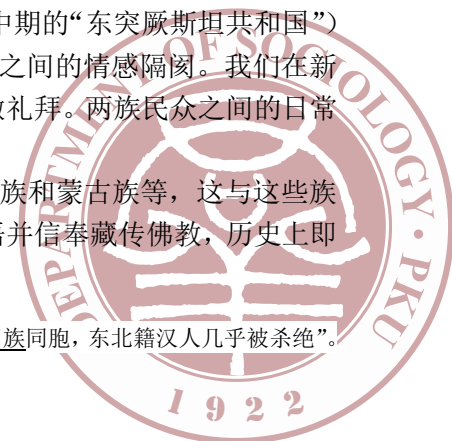 中期的“东突厥斯坦共和国”）
之间的情感隔阂。我们在新
做礼拜。两族民众之间的日常
族和蒙古族等，这与这些族
语并信奉藏传佛教，历史上即
族同胞，东北籍汉人几乎被杀绝”。
DEPARTMENT OF SOCIOLOGY · PKU
1922